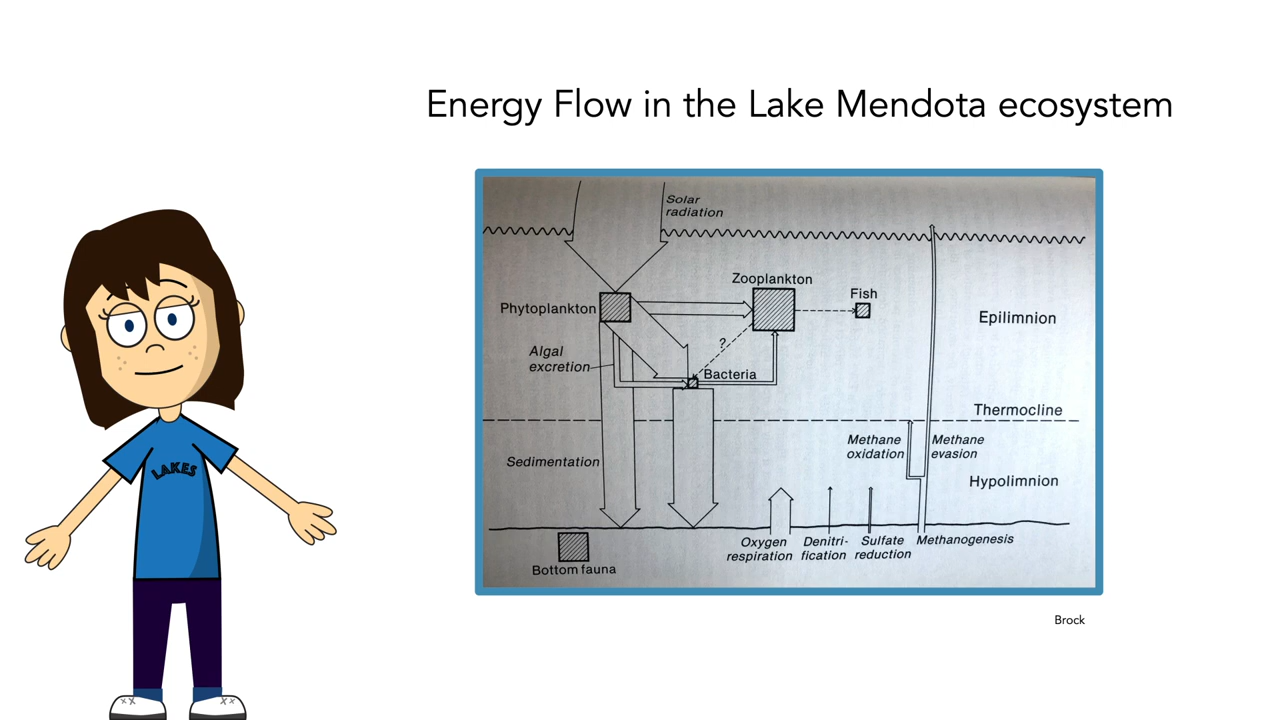 Energy Flow in the Lake Mendota ecosystem
Solar
radiation
Zooplankton
Fish
Phytoplankton
Epilimnion
?
Algal
excretion
Bacteria
Thermocline
Methane
oxidation
Methane
evasion
Sedimentation
Hypolimnion
Oxygen
respiration
Denitri-
fication
Sulfate
reduction
Methanogenesis
Bottom fauna
LAKES
Brock